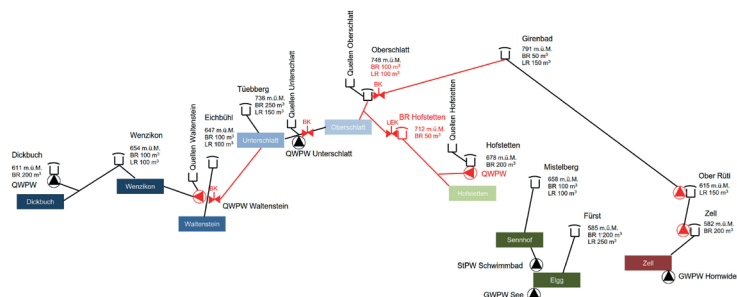 Dickbuch
611 m.ü.M.
BR 200 m³
QWPW
Dickbuch
Wenzikon
654 m.ü.M.
BR 100 m³
LR 100 m³
Wenzikon
Quellen Waltenstein
Eichbühl
647 m.ü.M.
BR 100 m³
LR 100 m³
BK
QWPW Waltenstein
Waltenstein
Tüebberg
736 m.ü.M.
BR 250 m³
LR 150 m³
Unterschlatt
Quellen Unterschlatt
BK
QWPW Unterschlatt
Oberschlatt
Quellen Oberschlatt
Oberschlatt
748 m.ü.M.
BR 100 m³
LR 100 m³
BK
LEK
BR Hofstetten
712 m.ü.M.
BR 50 m³
Quellen Hofstetten
Hofstetten
678 m.ü.M.
BR 200 m³
QWPW
Hofstetten
Girenbad
791 m.ü.M.
BR 50 m³
LR 150 m³
Mistelberg
658 m.ü.M.
BR 100 m³
LR 100 m³
Sennhof
Fürst
585 m.ü.M.
BR 1'200 m³
LR 250 m³
StPW Schwimmbad
Elgg
GWPW See
Ober Rüti
615 m.ü.M.
LR 150 m³
Zell
582 m.ü.M.
BR 200 m³
Zell
GWPW Hornwiden